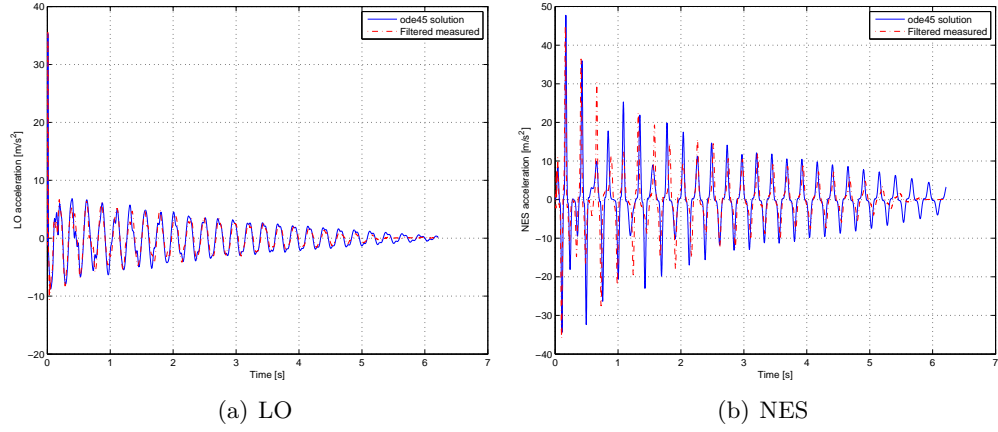 ode45 solution
Filtered measured
LO acceleration [m/s²]
40
30
20
10
0
−10
−20
0 1 2 3 4 5 6 7
Time [s]
(a) LO
ode45 solution
Filtered measured
NES acceleration [m/s²]
50
40
30
20
10
0
−10
−20
−30
−40
0 1 2 3 4 5 6 7
Time [s]
(b) NES